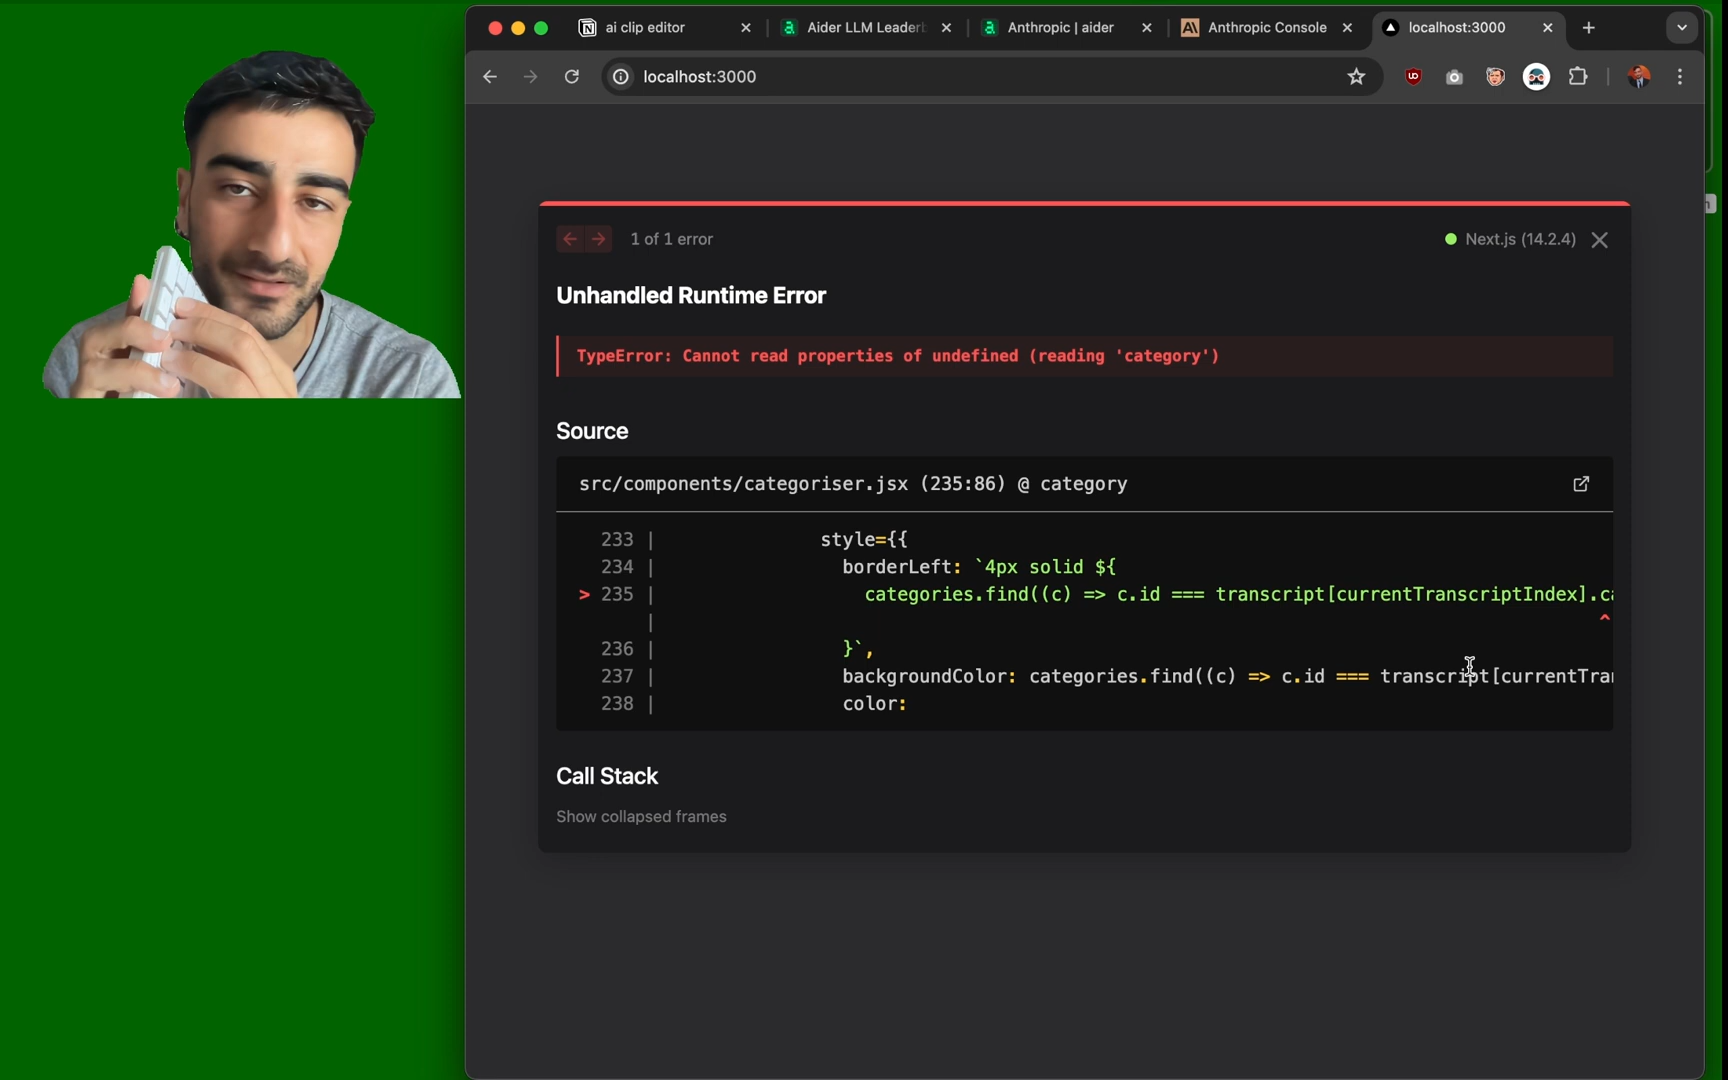 ai clip editor
Aider LLM Leaderb
Anthropic | aider
Anthropic Console
localhost:3000
localhost:3000
1 of 1 error
Next.js (14.2.4)
Unhandled Runtime Error
TypeError: Cannot read properties of undefined (reading 'category')
Source
src/components/categoriser.jsx (235:86) @ category
233 | style={{
234 | borderLeft: `4px solid ${
> 235 | categories.find((c) => c.id === transcript[currentTranscriptIndex].ca
| ^
236 | }`,
237 | backgroundColor: categories.find((c) => c.id === transcript[currentTran
238 | color:
Call Stack
Show collapsed frames